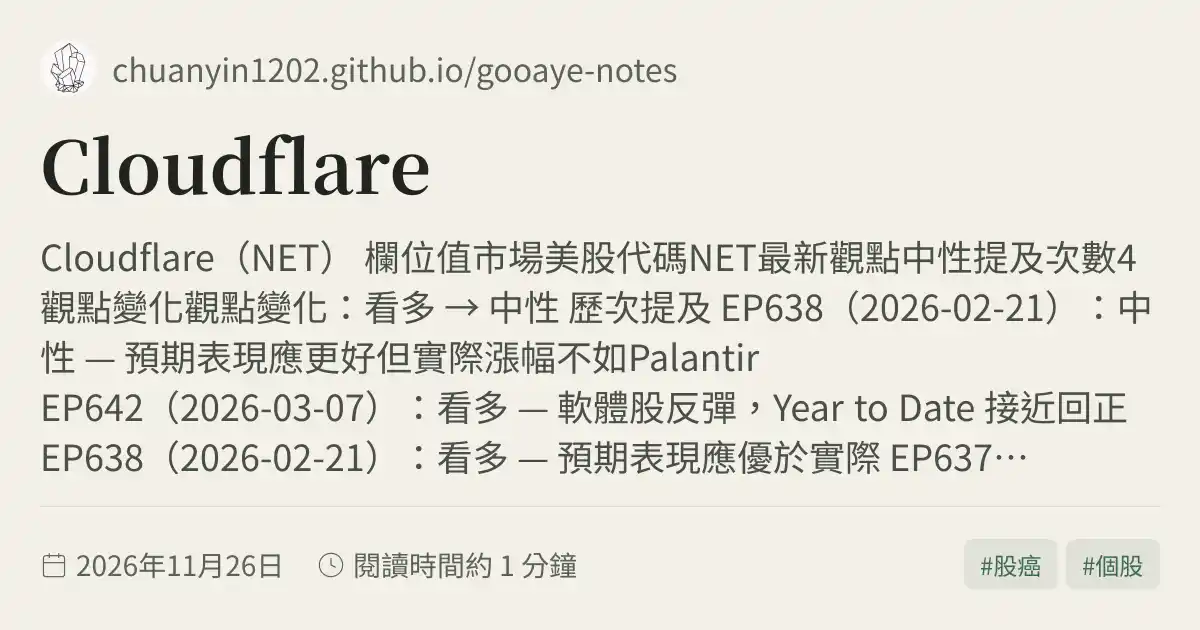 chuanyin1202.github.io/gooaye-notes
Cloudflare
Cloudflare（NET） 欄位值市場美股代碼NET最新觀點中性提及次數4
觀點變化觀點變化：看多 → 中性 歷次提及 EP638（2026-02-21）：中
性 — 預期表現應更好但實際漲幅不如Palantir
EP642（2026-03-07）：看多 — 軟體股反彈，Year to Date 接近回正
EP638（2026-02-21）：看多 — 預期表現應優於實際 EP637…
2026年11月26日
閱讀時間約 1 分鐘
#股癌
#個股